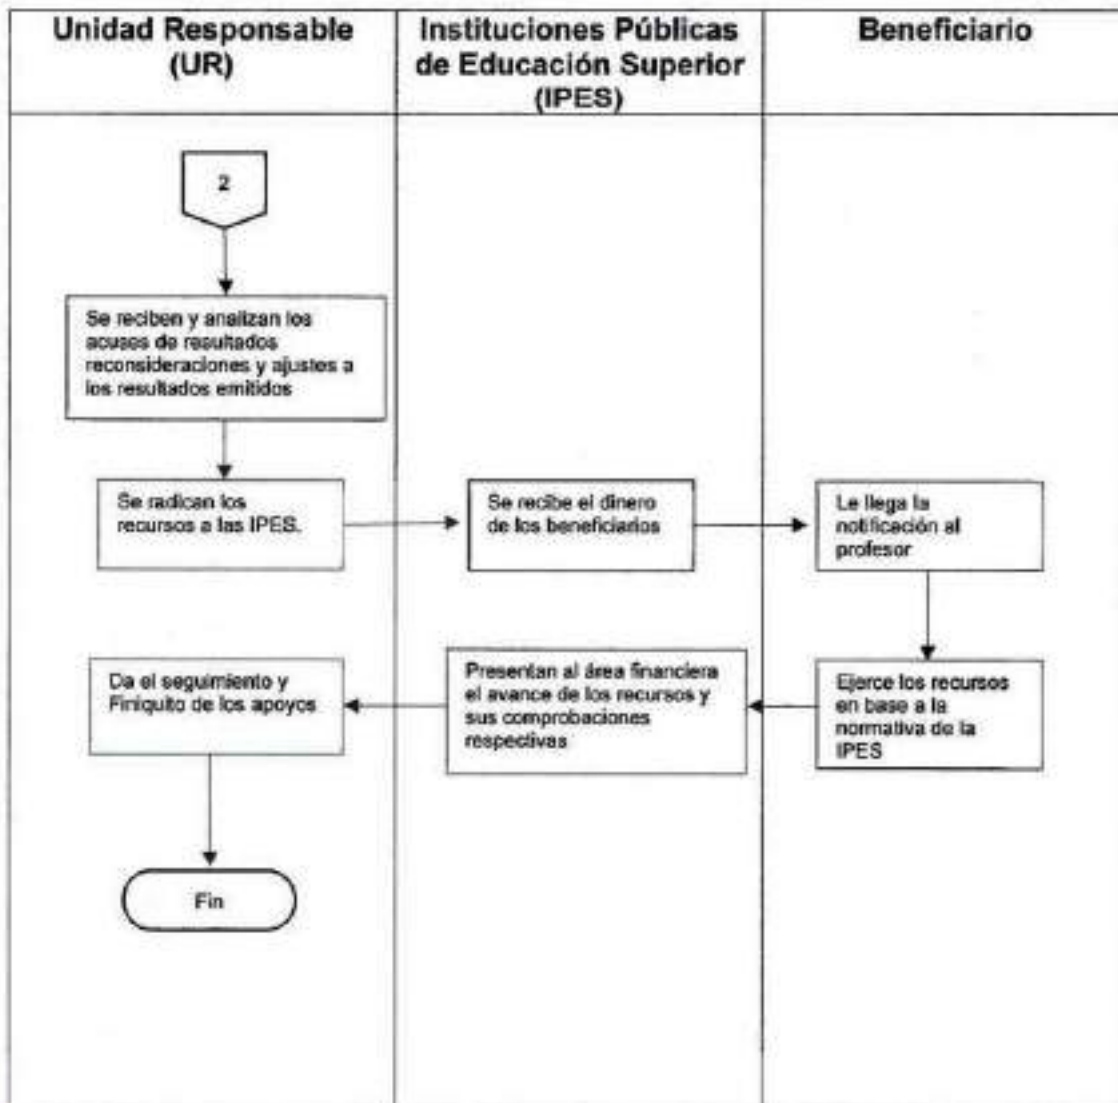 Unidad Responsable
(UR)
Instituciones Públicas
de Educación Superior
(IPES)
Beneficiario
2
Se reciben y analizan los
acuses de resultados
reconsideraciones y ajustes a
los resultados emitidos
Se radican los
recursos a las IPES.
Se recibe el dinero
de los beneficiarios
Le llega la
notificación al
profesor
Da el seguimiento y
Finiquito de los apoyos
Presentan al área financiera
el avance de los recursos y
sus comprobaciones
respectivas
Ejerce los recursos
en base a la
normativa de la
IPES
Fin